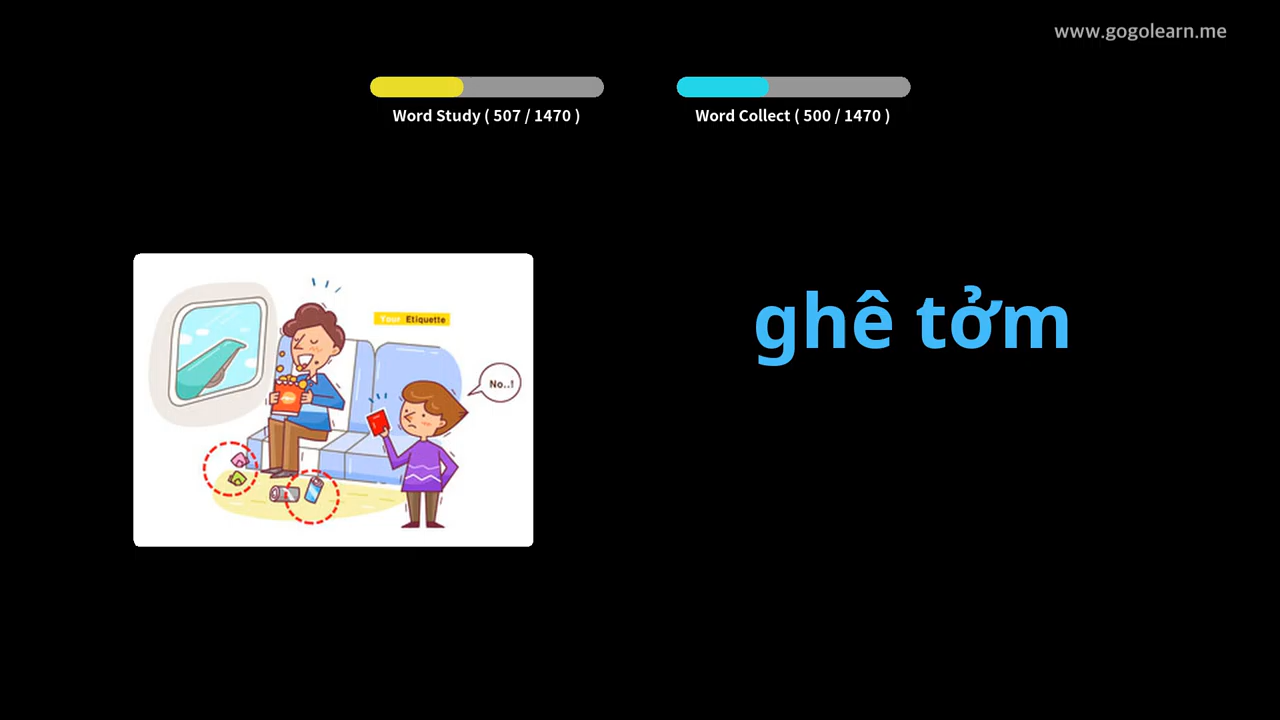 www.gogolearn.me
Word Study ( 507 / 1470 )
Word Collect ( 500 / 1470 )
Your Etiquette
No..!
ghê tởm